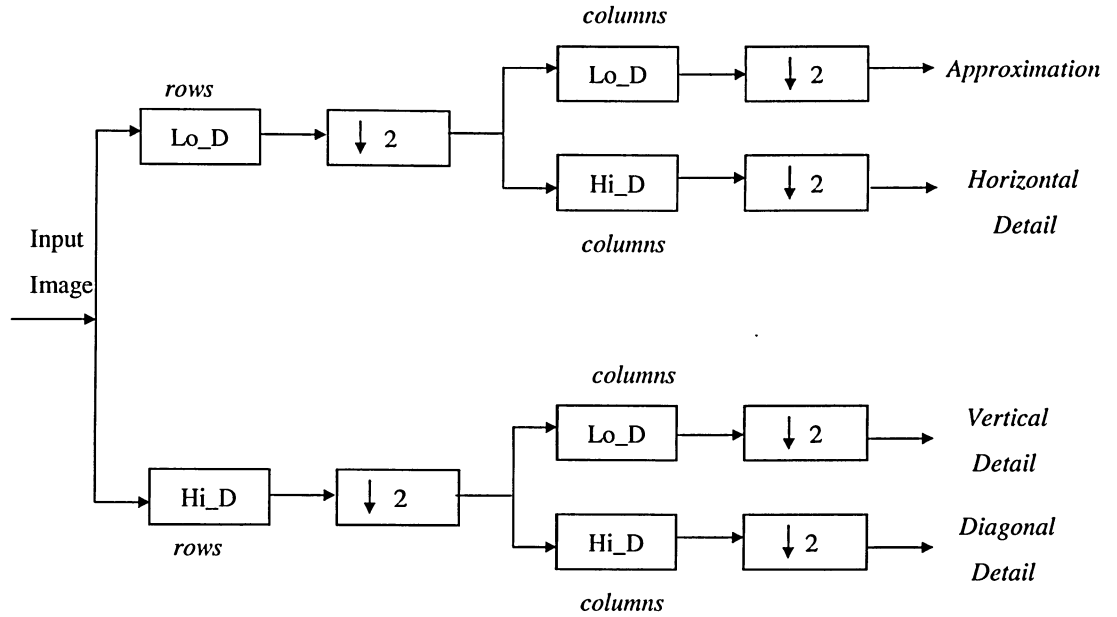 columns
Lo_D
↓ 2
Approximation
rows
Lo_D
↓ 2
Hi_D
↓ 2
Horizontal
Detail
columns
Input
Image
columns
Lo_D
↓ 2
Vertical
Detail
Hi_D
↓ 2
rows
Hi_D
↓ 2
Diagonal
Detail
columns